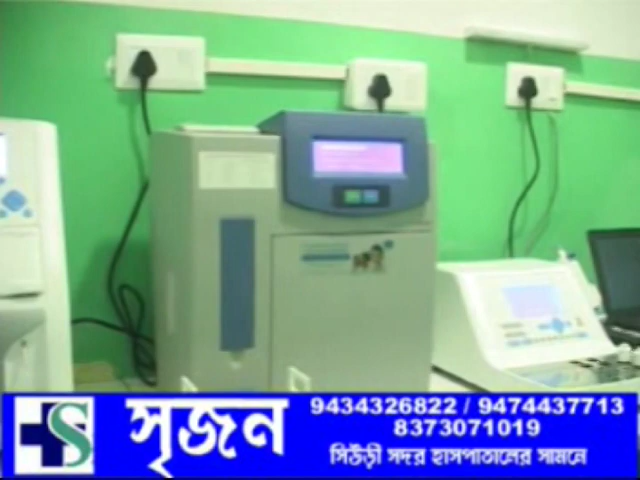 S
সৃজন
9434326822 / 9474437713
8373071019
সিউড়ী সদর হাসপাতালের সামনে